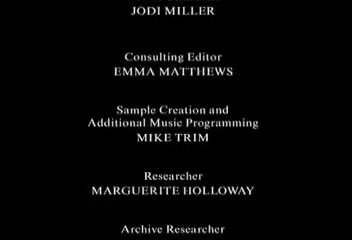 JODI MILLER
Consulting Editor
EMMA MATTHEWS
Sample Creation and
Additional Music Programming
MIKE TRIM
Researcher
MARGUERITE HOLLOWAY
Archive Researcher